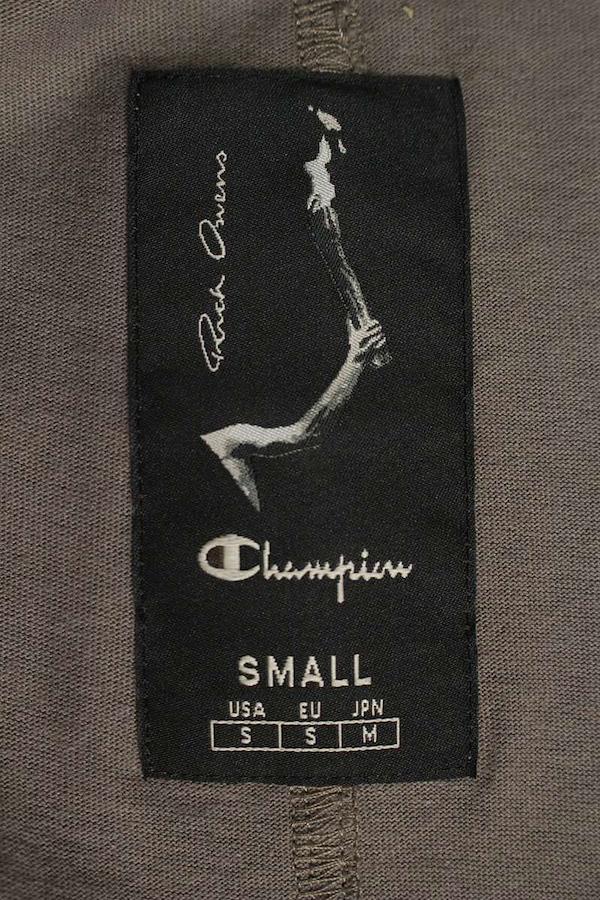 Rick Owens
Champion
SMALL
USA EU JPN
S S M